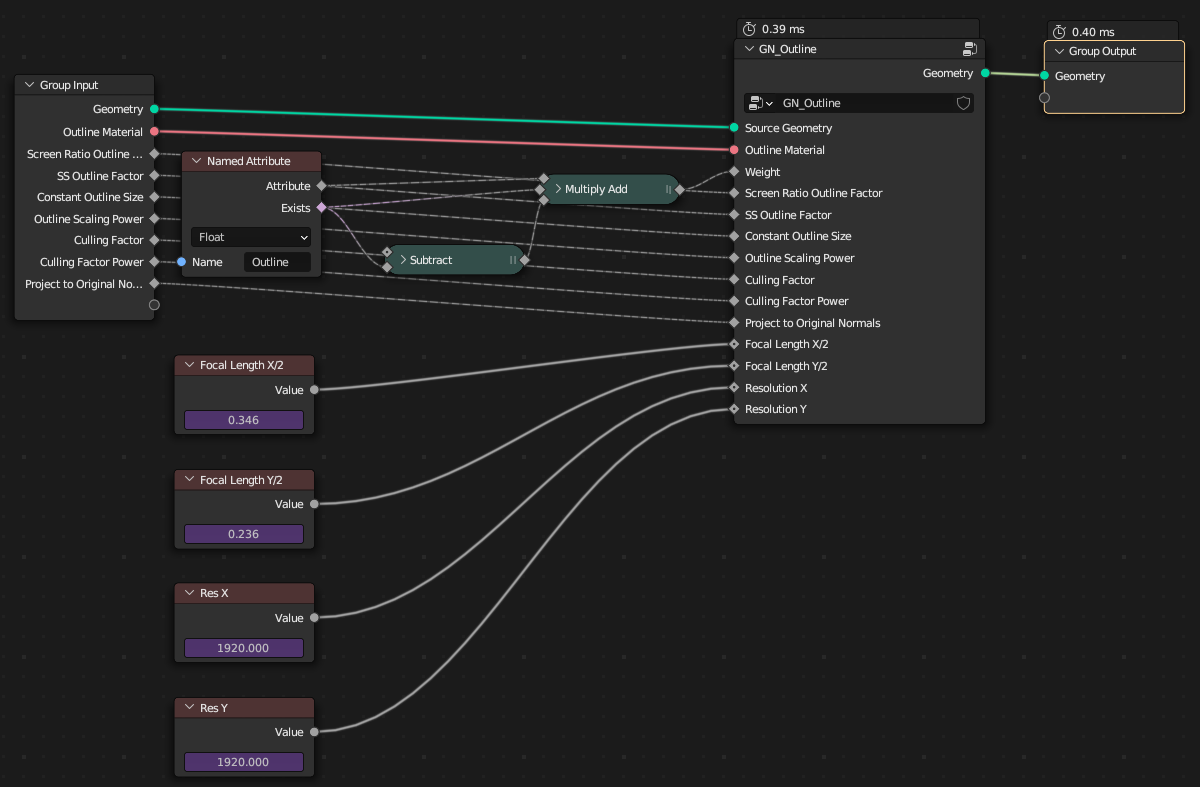 0.39 ms
GN_Outline
Geometry
GN_Outline
Source Geometry
Outline Material
Weight
Screen Ratio Outline Factor
SS Outline Factor
Constant Outline Size
Outline Scaling Power
Culling Factor
Culling Factor Power
Project to Original Normals
Focal Length X/2
Focal Length Y/2
Resolution X
Resolution Y
0.40 ms
Group Output
Geometry
Group Input
Geometry
Outline Material
Screen Ratio Outline ...
SS Outline Factor
Constant Outline Size
Outline Scaling Power
Culling Factor
Culling Factor Power
Project to Original No...
Named Attribute
Attribute
Exists
Float
Name Outline
Multiply Add
Subtract
Focal Length X/2
Value
0.346
Focal Length Y/2
Value
0.236
Res X
Value
1920.000
Res Y
Value
1920.000